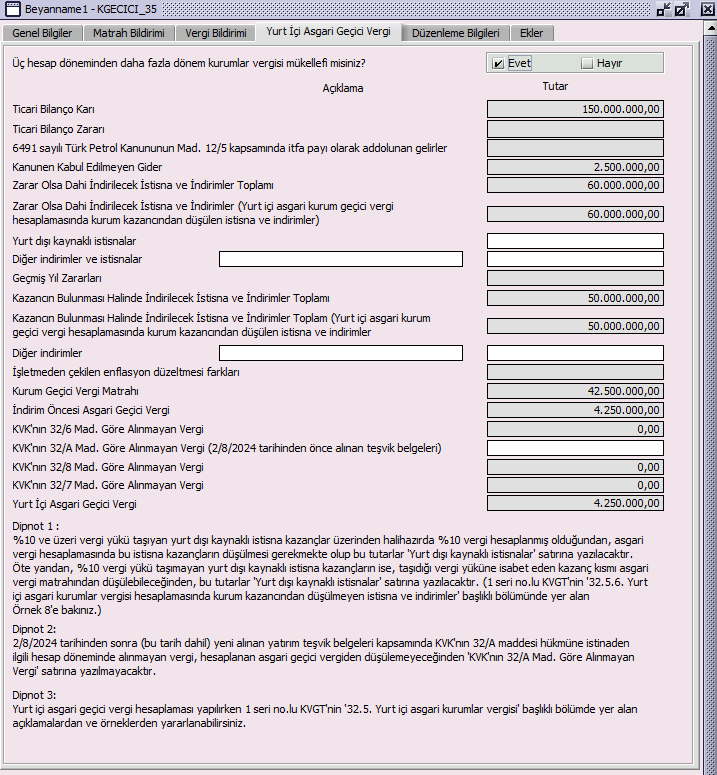 Beyanname1 - KGECICI_35
Genel Bilgiler Matrah Bildirimi Vergi Bildirimi Yurt İçi Asgari Geçici Vergi Düzenleme Bilgileri Ekler
Üç hesap döneminden daha fazla dönem kurumlar vergisi mükellefi misiniz? Evet Hayır
Açıklama Tutar
Ticari Bilanço Karı 150.000.000,00
Ticari Bilanço Zararı
6491 sayılı Türk Petrol Kanununun Mad. 12/5 kapsamında itfa payı olarak addolunan gelirler
Kanunen Kabul Edilmeyen Gider 2.500.000,00
Zarar Olsa Dahi İndirilecek İstisna ve İndirimler Toplamı 60.000.000,00
Zarar Olsa Dahi İndirilecek İstisna ve İndirimler (Yurt içi asgari kurum geçici vergi
hesaplamasında kurum kazancından düşülen istisna ve indirimler) 60.000.000,00
Yurt dışı kaynaklı istisnalar
Diğer indirimler ve istisnalar
Geçmiş Yıl Zararları
Kazancın Bulunması Halinde İndirilecek İstisna ve İndirimler Toplamı 50.000.000,00
Kazancın Bulunması Halinde İndirilecek İstisna ve İndirimler Toplam (Yurt içi asgari kurum
geçici vergi hesaplamasında kurum kazancından düşülen istisna ve indirimler 50.000.000,00
Diğer indirimler
İşletmeden çekilen enflasyon düzeltmesi farkları
Kurum Geçici Vergi Matrahı 42.500.000,00
İndirim Öncesi Asgari Geçici Vergi 4.250.000,00
KVK'nın 32/6 Mad. Göre Alınmayan Vergi 0,00
KVK'nın 32/A Mad. Göre Alınmayan Vergi (2/8/2024 tarihinden önce alınan teşvik belgeleri)
KVK'nın 32/8 Mad. Göre Alınmayan Vergi 0,00
KVK'nın 32/7 Mad. Göre Alınmayan Vergi 0,00
Yurt İçi Asgari Geçici Vergi 4.250.000,00
Dipnot 1 :
%10 ve üzeri vergi yükü taşıyan yurt dışı kaynaklı istisna kazançlar üzerinden halihazırda %10 vergi hesaplanmış olduğundan, asgari
vergi hesaplamasında bu istisna kazançların düşülmesi gerekmekte olup bu tutarlar 'Yurt dışı kaynaklı istisnalar' satırına yazılacaktır.
Öte yandan, %10 vergi yükü taşımayan yurt dışı kaynaklı istisna kazançların ise, taşıdığı vergi yüküne isabet eden kazanç kısmı asgari
vergi matrahından düşülebileceğinden, bu tutarlar 'Yurt dışı kaynaklı istisnalar' satırına yazılacaktır. (1 seri no.lu KVGT'nin '32.5.6. Yurt
içi asgari kurumlar vergisi hesaplamasında kurum kazancından düşülmeyen istisna ve indirimler' başlıklı bölümünde yer alan
Örnek 8'e bakınız.)
Dipnot 2:
2/8/2024 tarihinden sonra (bu tarih dahil) yeni alınan yatırım teşvik belgeleri kapsamında KVK'nın 32/A maddesi hükmüne istinaden
ilgili hesap döneminde alınmayan vergi, hesaplanan asgari geçici vergiden düşülemeyeceğinden 'KVK'nın 32/A Mad. Göre Alınmayan
Vergi' satırına yazılmayacaktır.
Dipnot 3:
Yurt içi asgari geçici vergi hesaplaması yapılırken 1 seri no.lu KVGT'nin '32.5. Yurt içi asgari kurumlar vergisi' başlıklı bölümde yer alan
açıklamalardan ve örneklerden yararlanabilirsiniz.